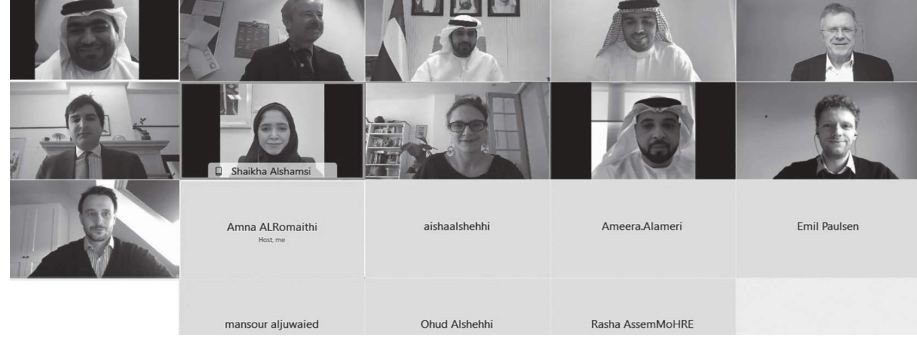 Shaikha Alshamsi
Amna ALRomaithi
Host, me
aishaalshehhi
Ameera.Alameri
Emil Paulsen
mansour aljuwaied
Ohud Alshehhi
Rasha AssemMoHRE